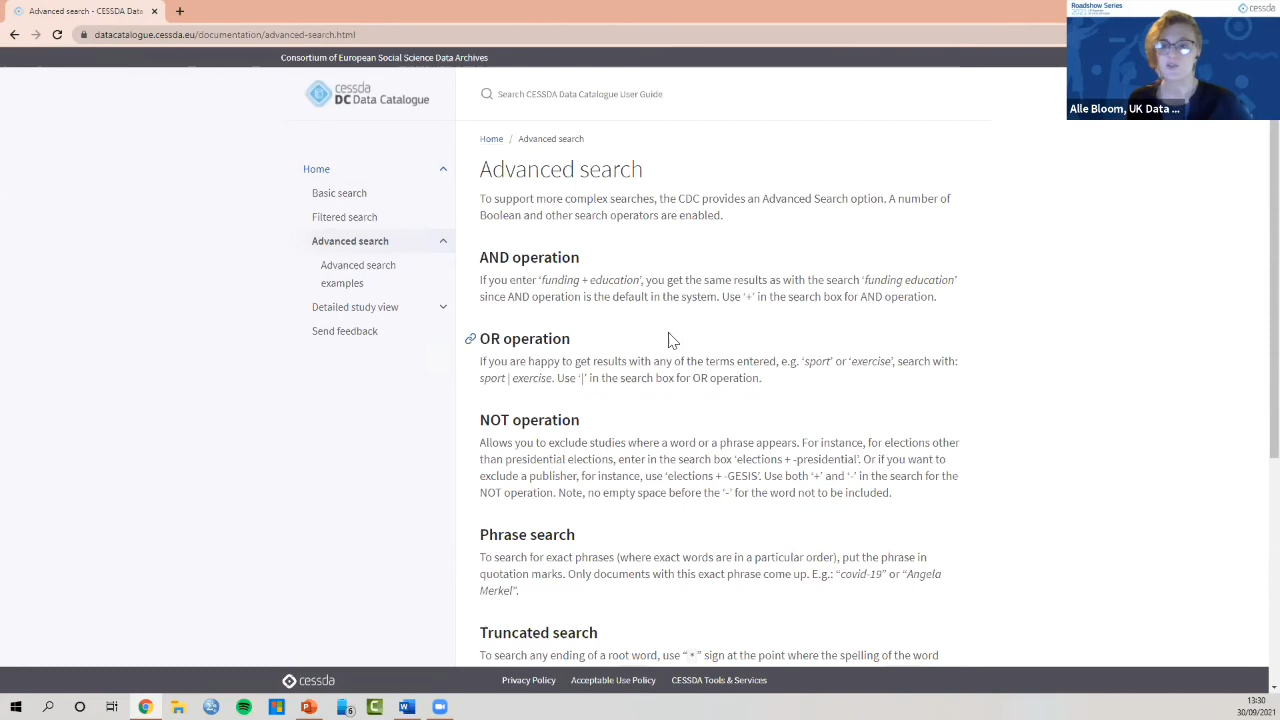 Advanced search - CESSDA Data
datacatalogue.cessda.eu/documentation/advanced-search.html
Roadshow Series
2021
cessda
Alle Bloom, UK Data ...
Consortium of European Social Science Data Archives
cessda
DC Data Catalogue
Search CESSDA Data Catalogue User Guide
Home / Advanced search
Home
Basic search
Filtered search
Advanced search
Advanced search
examples
Detailed study view
Send feedback
Advanced search
To support more complex searches, the CDC provides an Advanced Search option. A number of
Boolean and other search operators are enabled.
AND operation
If you enter ‘funding + education’, you get the same results as with the search ‘funding education’
since AND operation is the default in the system. Use ‘+’ in the search box for AND operation.
OR operation
If you are happy to get results with any of the terms entered, e.g. ‘sport’ or ‘exercise’, search with:
sport | exercise. Use ‘|’ in the search box for OR operation.
NOT operation
Allows you to exclude studies where a word or a phrase appears. For instance, for elections other
than presidential elections, enter in the search box ‘elections + -presidential’. Or if you want to
exclude a publisher, for instance, use ‘elections + -GESIS’. Use both ‘+’ and ‘-’ in the search for the
NOT operation. Note, no empty space before the ‘-’ for the word not to be included.
Phrase search
To search for exact phrases (where exact words are in a particular order), put the phrase in
quotation marks. Only documents with this exact phrase come up. E.g.: “covid-19” or “Angela
Merkel”.
Truncated search
To search any ending of a root word, use “*” sign at the point where the spelling of the word
cessda
Privacy Policy Acceptable Use Policy CESSDA Tools & Services
6
13:30
30/09/2021